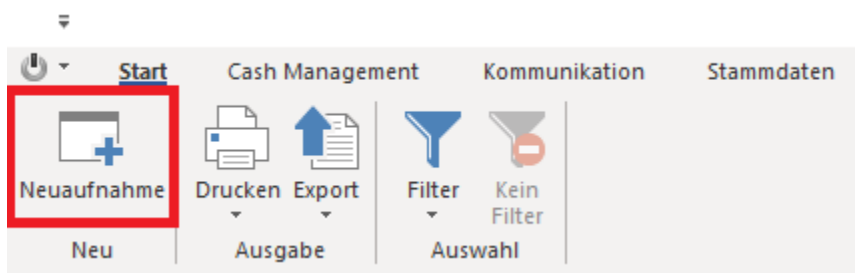 Start Cash Management Kommunikation Stammdaten
Neuaufnahme Drucken Export Filter Kein Filter
Neu Ausgabe Auswahl